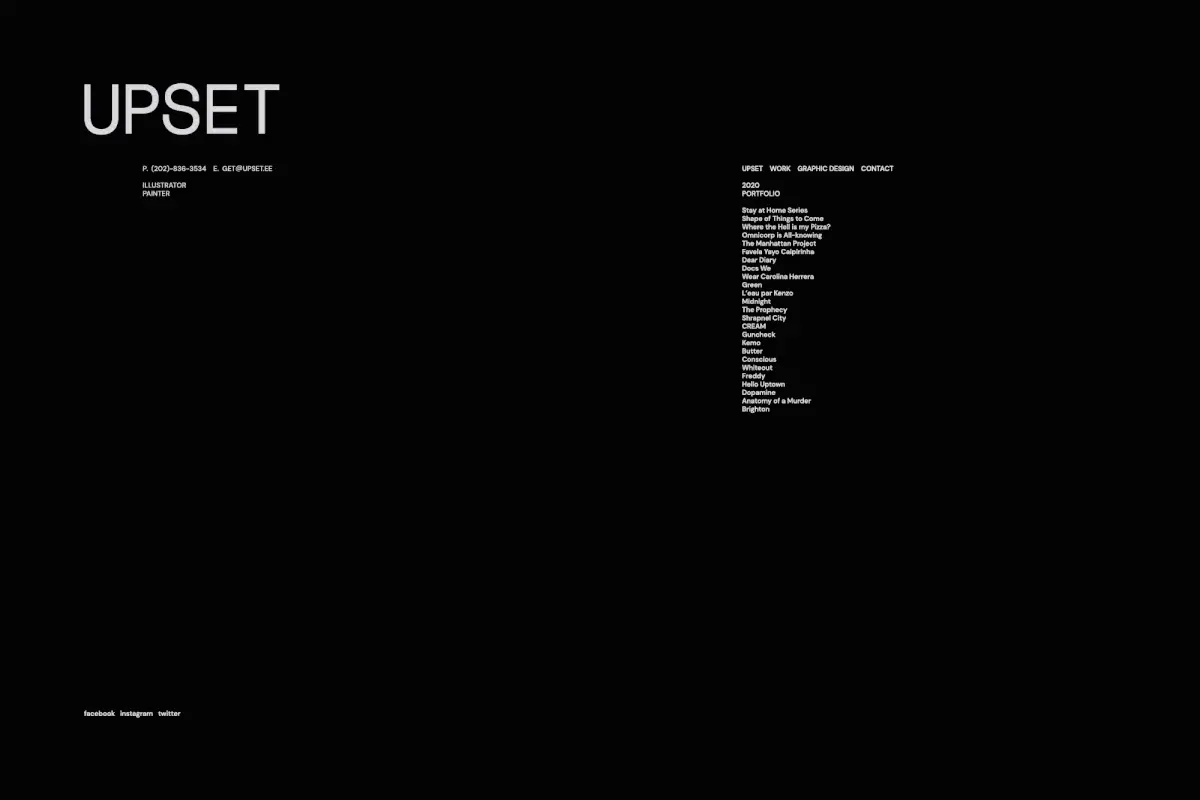 UPSET
P. (202)-836-3534 E. GET@UPSET.EE
ILLUSTRATOR
PAINTER
UPSET WORK GRAPHIC DESIGN CONTACT
2020
PORTFOLIO
Stay at Home Series
Shape of Things to Come
Where the Hell is my Pizza?
Omnicorp is All-knowing
The Manhattan Project
Favela Yayo Caipirinha
Dear Diary
Docs We
Wear Carolina Herrera
Green
L'eau par Kenzo
Midnight
The Prophecy
Shrapnel City
CREAM
Guncheck
Kemo
Butter
Conscious
Whiteout
Freddy
Hello Uptown
Dopamine
Anatomy of a Murder
Brighton
facebook instagram twitter